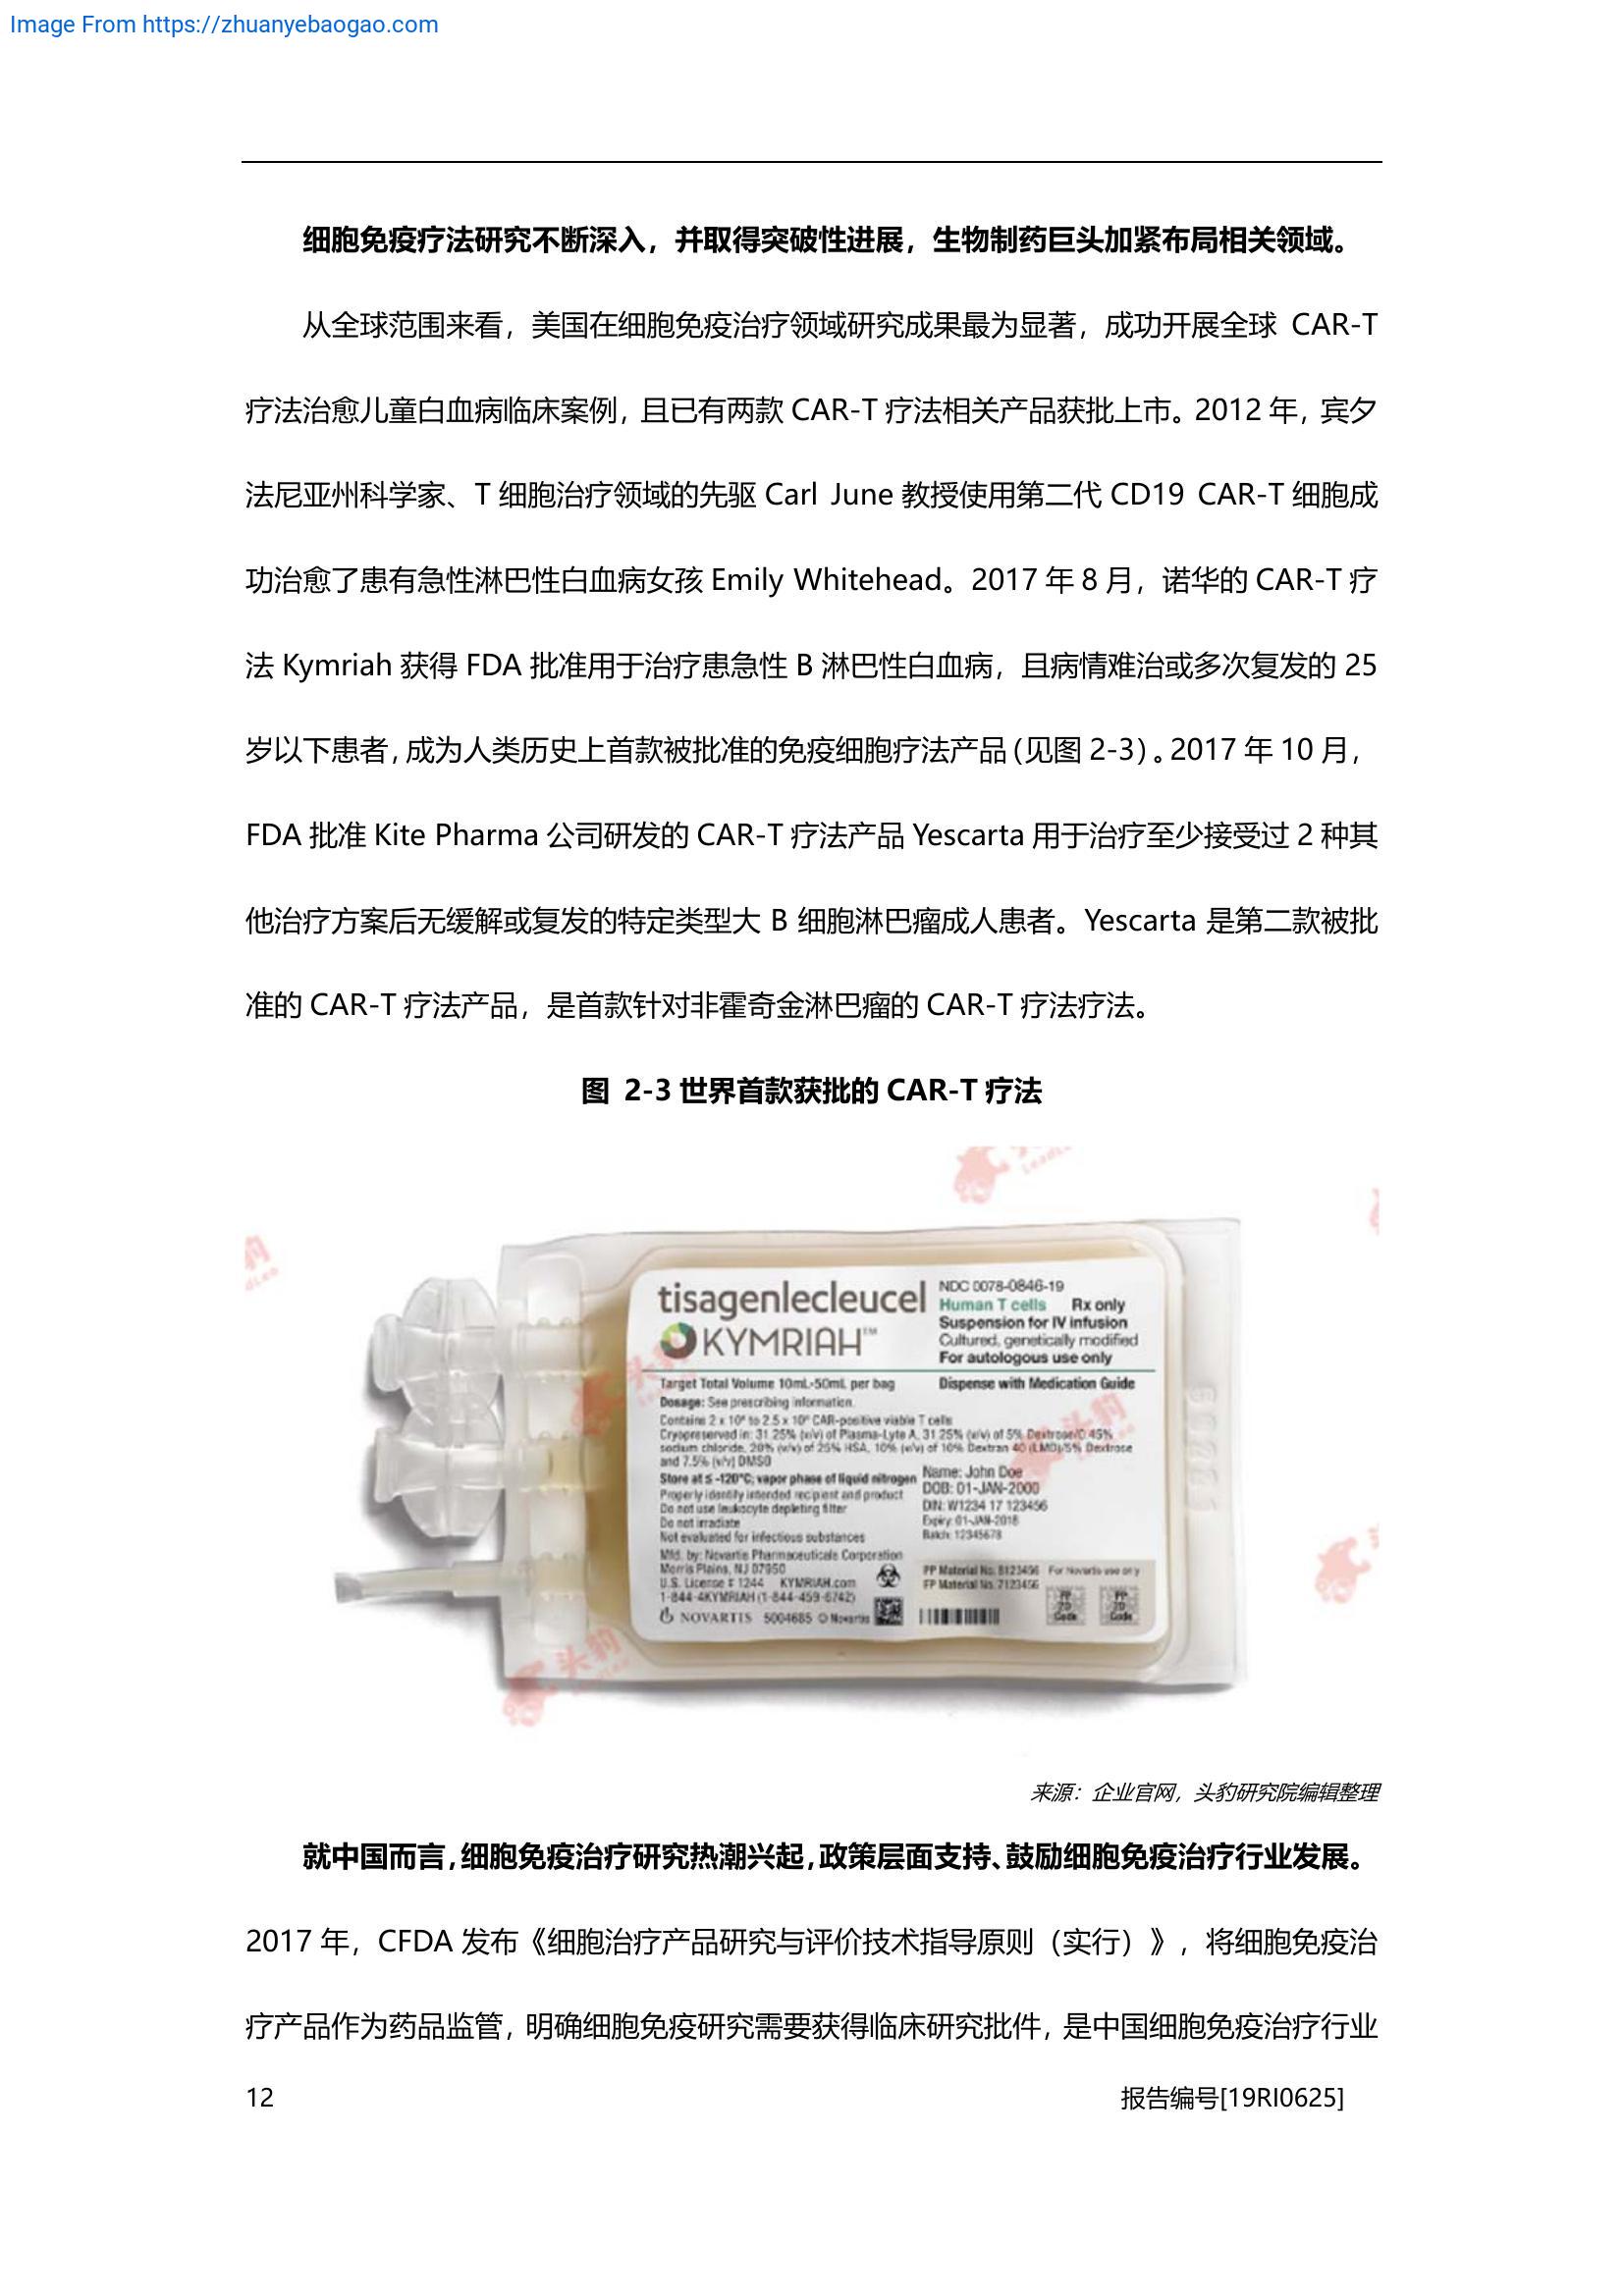 Image From https://zhuanyebaogao.com
细胞免疫疗法研究不断深入，并取得突破性进展，生物制药巨头加紧布局相关领域。
从全球范围来看，美国在细胞免疫治疗领域研究成果最为显著，成功开展全球 CAR-T
疗法治愈儿童白血病临床案例，且已有两款 CAR-T 疗法相关产品获批上市。2012 年，宾夕
法尼亚州科学家、T 细胞治疗领域的先驱 Carl June 教授使用第二代 CD19 CAR-T 细胞成
功治愈了患有急性淋巴性白血病女孩 Emily Whitehead。2017 年 8 月，诺华的 CAR-T 疗
法 Kymriah 获得 FDA 批准用于治疗患急性 B 淋巴性白血病，且病情难治或多次复发的 25
岁以下患者，成为人类历史上首款被批准的免疫细胞疗法产品（见图 2-3）。2017 年 10 月，
FDA 批准 Kite Pharma 公司研发的 CAR-T 疗法产品 Yescarta 用于治疗至少接受过 2 种其
他治疗方案后无缓解或复发的特定类型大 B 细胞淋巴瘤成人患者。Yescarta 是第二款被批
准的 CAR-T 疗法产品，是首款针对非霍奇金淋巴瘤的 CAR-T 疗法疗法。
图 2-3 世界首款获批的 CAR-T 疗法
tisagenlecleucel
KYMRIAH™
NDC 0078-0846-19
Human T cells Rx only
Suspension for IV infusion
Cultured, genetically modified
For autologous use only
Target Total Volume 10mL-50mL per bag
Dispense with Medication Guide
Dosage: See prescribing information.
Contains 2 x 10⁶ to 2.5 x 10⁸ CAR-positive viable T cells
Cryopreserved in: 31.25% (v/v) of Plasma-Lyte A, 31.25% (v/v) of 5% Dextrose/0.45%
sodium chloride, 20% (v/v) of 25% HSA, 10% (v/v) of 10% Dextran 40 (LMD)/5% Dextrose
and 7.5% (v/v) DMSO
Store at ≤ -120°C; vapor phase of liquid nitrogen
Properly identify intended recipient and product
Do not use leukocyte depleting filter
Do not irradiate
Not evaluated for infectious substances
Name: John Doe
DOB: 01-JAN-2000
DIN: W1234 17 123456
Expiry: 01-JAN-2018
Batch: 12345678
Mfd. by: Novartis Pharmaceuticals Corporation
Morris Plains, NJ 07950
U.S. License # 1244 KYMRIAH.com
1-844-4KYMRIAH (1-844-459-6742)
NOVARTIS 5004685 © Novartis
PP Material No. 8123456 For Novartis use only
FP Material No. 7123456
PP 2D Code
FP 2D Code
头豹
LeadLeo
来源：企业官网，头豹研究院编辑整理
就中国而言，细胞免疫治疗研究热潮兴起，政策层面支持、鼓励细胞免疫治疗行业发展。
2017 年，CFDA 发布《细胞治疗产品研究与评价技术指导原则（实行）》，将细胞免疫治
疗产品作为药品监管，明确细胞免疫研究需要获得临床研究批件，是中国细胞免疫治疗行业
12
报告编号[19RI0625]